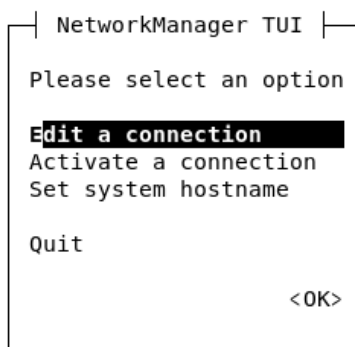 NetworkManager TUI
Please select an option
Edit a connection
Activate a connection
Set system hostname
Quit
<OK>